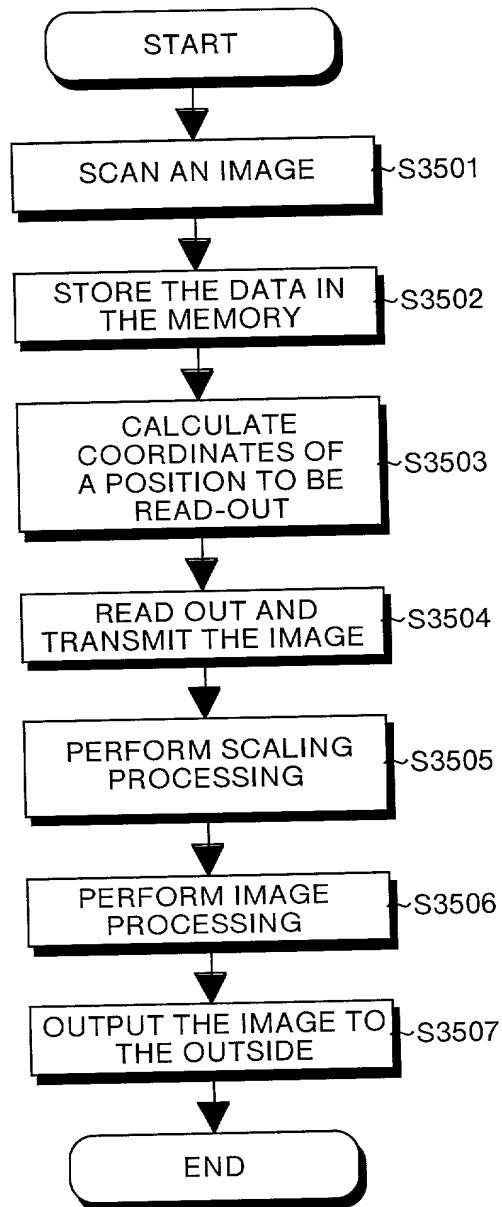 START
SCAN AN IMAGE
S3501
STORE THE DATA IN
THE MEMORY
S3502
CALCULATE
COORDINATES OF
A POSITION TO BE
READ-OUT
S3503
READ OUT AND
TRANSMIT THE IMAGE
S3504
PERFORM SCALING
PROCESSING
S3505
PERFORM IMAGE
PROCESSING
S3506
OUTPUT THE IMAGE TO
THE OUTSIDE
S3507
END